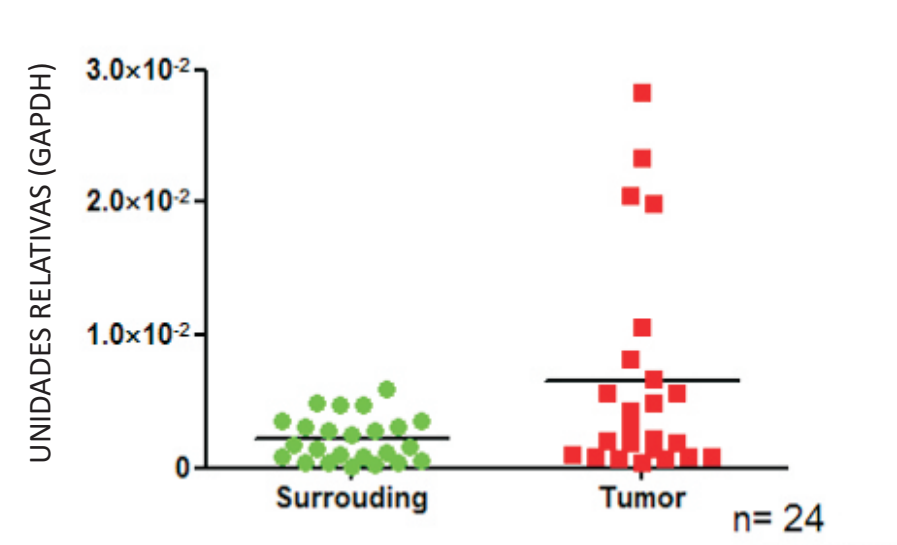 UNIDADES RELATIVAS (GAPDH)
3.0×10-2
2.0×10-2
1.0×10-2
0
Surrouding
Tumor
n= 24